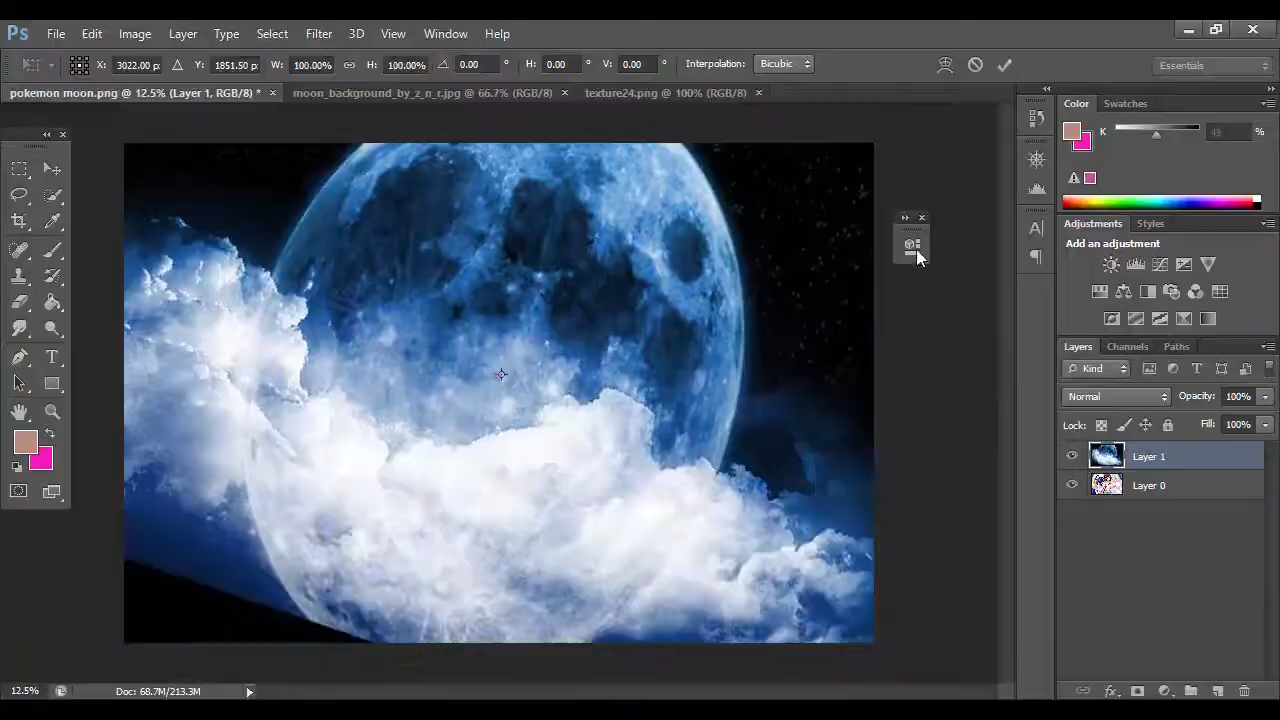 Ps File Edit Image Layer Type Select Filter 3D View Window Help
X: 3022.00 p: Y: 1851.50 p: W: 100.00% H: 100.00% 0.00 ° H: 0.00 ° V: 0.00 ° Interpolation: Bicubic Essentials
pokemon moon.png @ 12.5% (Layer 1, RGB/8) * × moon_background_by_z_n_r.jpg @ 66.7% (RGB/8) × texture24.png @ 100% (RGB/8) ×
Color Swatches
K 49 %
Adjustments Styles
Add an adjustment
Layers Channels Paths
Kind
Normal Opacity: 100%
Lock: Fill: 100%
Layer 1
Layer 0
12.5% Doc: 68.7M/213.3M